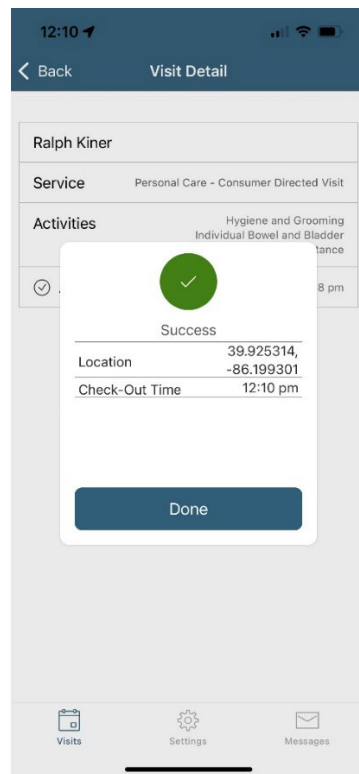 12:10
Back Visit Detail
Ralph Kiner
Service Personal Care - Consumer Directed Visit
Activities Hygiene and Grooming
Individual Bowel and Bladder
8 pm
Success
Location 39.925314,
-86.199301
Check-Out Time 12:10 pm
Done
Visits Settings Messages